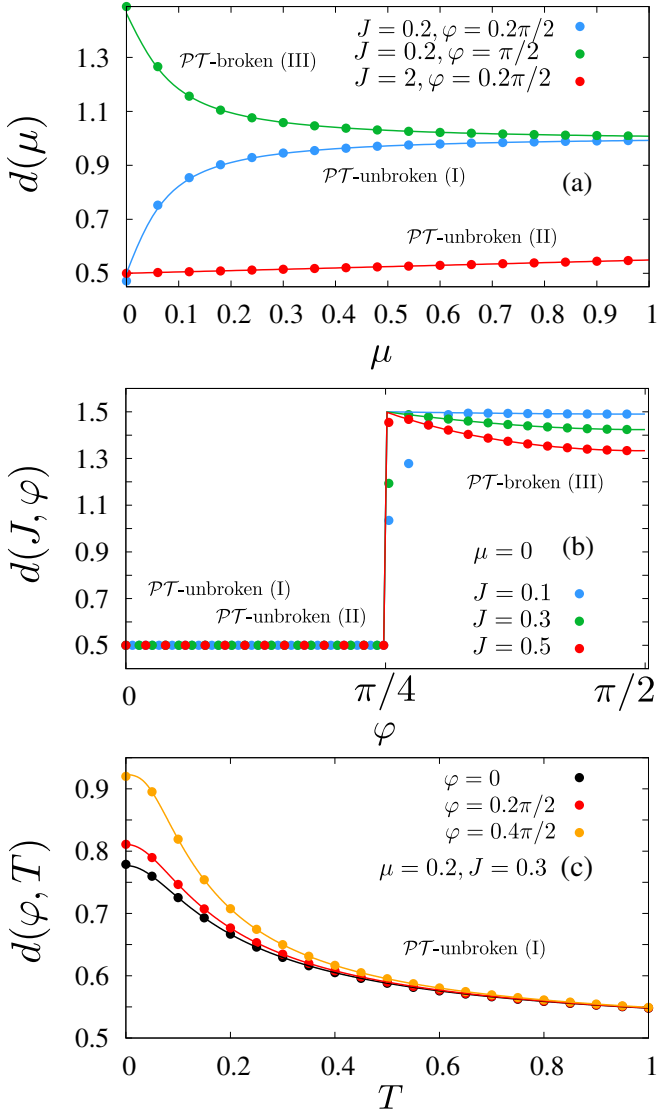 d(μ)
1.3
1.1
0.9
0.7
0.5
J = 0.2, φ = 0.2π/2
J = 0.2, φ = π/2
J = 2, φ = 0.2π/2
𝒫𝒯-broken (III)
𝒫𝒯-unbroken (I)
(a)
𝒫𝒯-unbroken (II)
0 0.1 0.2 0.3 0.4 0.5 0.6 0.7 0.8 0.9 1
μ
d(J, φ)
1.5
1.3
1.1
0.9
0.7
0.5
𝒫𝒯-broken (III)
μ = 0 (b)
𝒫𝒯-unbroken (I)
𝒫𝒯-unbroken (II)
J = 0.1
J = 0.3
J = 0.5
0 π/4 π/2
φ
d(φ, T)
0.9
0.8
0.7
0.6
0.5
φ = 0
φ = 0.2π/2
φ = 0.4π/2
μ = 0.2, J = 0.3 (c)
𝒫𝒯-unbroken (I)
0 0.2 0.4 0.6 0.8 1
T